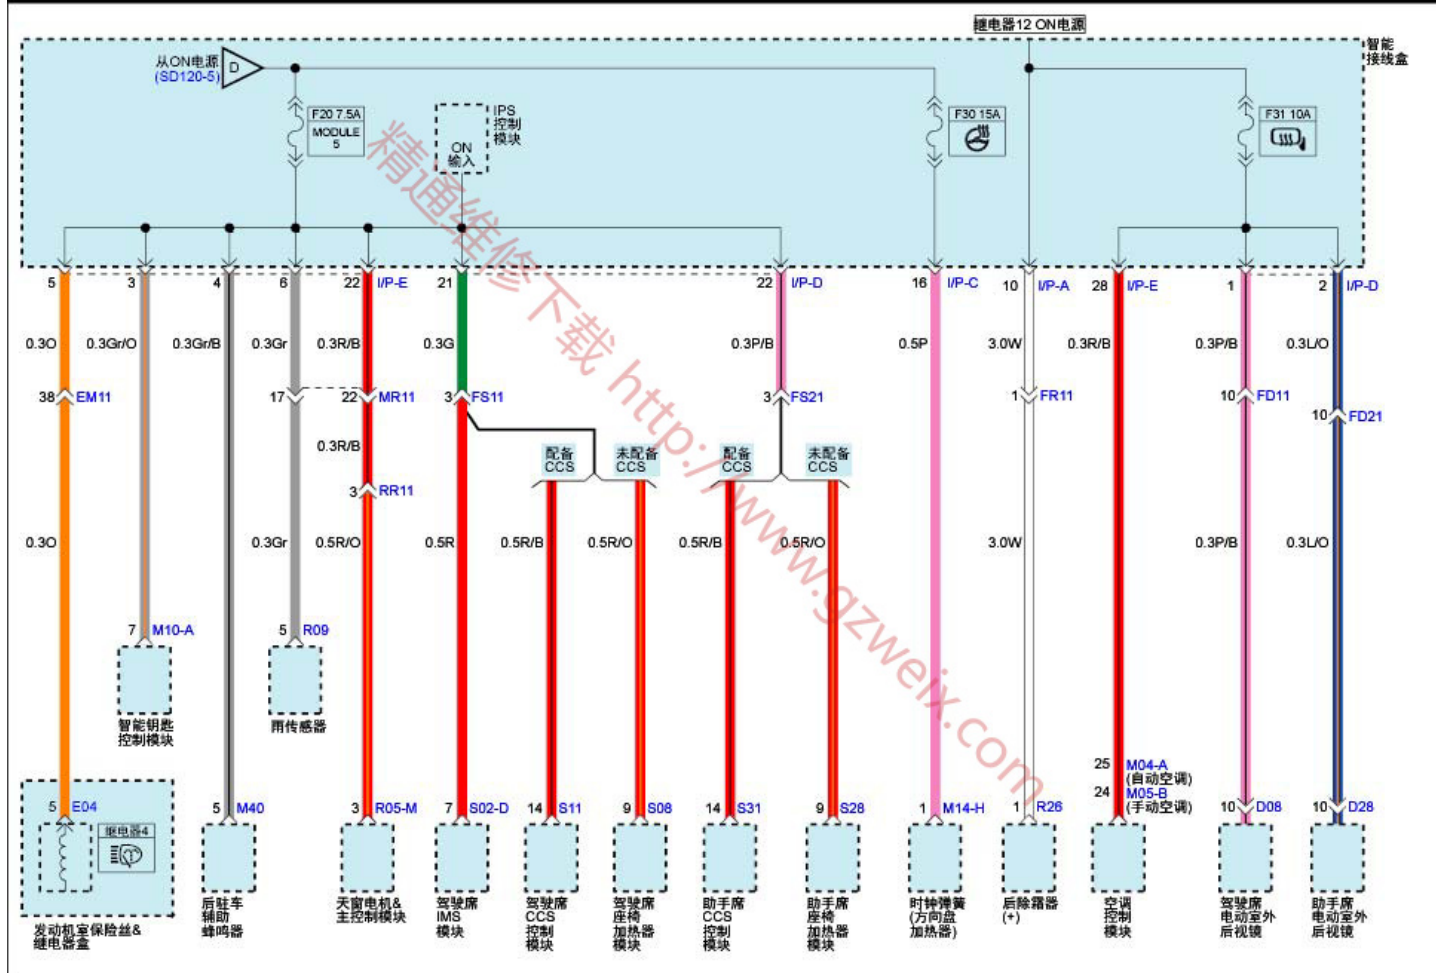 继电器12 ON电源
智能
接线盒
从ON电源
(SD120-5)
D
F20 7.5A
MODULE
5
IPS
控制
模块
ON
输入
F30 15A
F31 10A
5
3
4
6
22
I/P-E
21
22
I/P-D
16
I/P-C
10
I/P-A
28
I/P-E
1
2
I/P-D
0.3O
0.3Gr/O
0.3Gr/B
0.3Gr
0.3R/B
0.3G
0.3P/B
0.5P
3.0W
0.3R/B
0.3P/B
0.3L/O
38
EM11
17
22
MR11
3
FS11
3
FS21
1
FR11
10
FD11
10
FD21
0.3R/B
配备
CCS
未配备
CCS
配备
CCS
未配备
CCS
3
RR11
0.3O
0.3Gr
0.5R/O
0.5R
0.5R/B
0.5R/O
0.5R/B
0.5R/O
3.0W
0.3P/B
0.3L/O
7
M10-A
5
R09
智能钥匙
控制模块
雨传感器
25
M04-A
(自动空调)
24
M05-B
(手动空调)
5
E04
5
M40
3
R05-M
7
S02-D
14
S11
9
S08
14
S31
9
S28
1
M14-H
1
R26
10
D08
10
D28
继电器4
发动机室保险丝&
继电器盒
后驻车
辅助
蜂鸣器
天窗电机&
主控制模块
驾驶席
IMS
模块
驾驶席
CCS
控制
模块
驾驶席
座椅
加热器
模块
助手席
CCS
控制
模块
助手席
座椅
加热器
模块
时钟弹簧
(方向盘
加热器)
后除霜器
(+)
空调
控制
模块
驾驶席
电动室外
后视镜
助手席
电动室外
后视镜
精通维修下载 http://www.gzweix.com